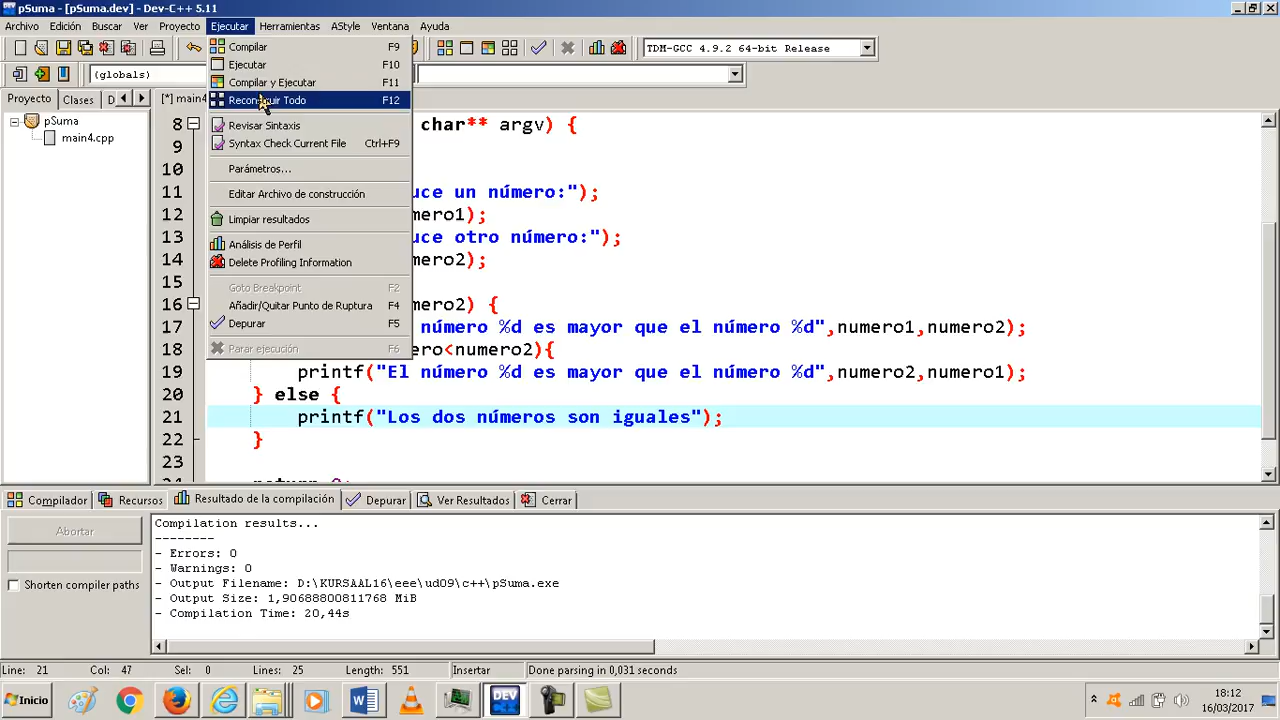 pSuma - [pSuma.dev] - Dev-C++ 5.11
Archivo Edición Buscar Ver Proyecto Ejecutar Herramientas AStyle Ventana Ayuda
TDM-GCC 4.9.2 64-bit Release
(globals)
Compilar F9
Ejecutar F10
Compilar y Ejecutar F11
Reconstruir Todo F12
Revisar Sintaxis
Syntax Check Current File Ctrl+F9
Parámetros...
Editar Archivo de construcción
Limpiar resultados
Análisis de Perfil
Delete Profiling Information
Goto Breakpoint F2
Añadir/Quitar Punto de Ruptura F4
Depurar F5
Parar ejecución F6
Proyecto Clases D
pSuma
main4.cpp
[*] main4
8 char** argv) {
9
10
11 uce un número:");
12 mero1);
13 uce otro número:");
14 mero2);
15
16 mero2) {
17 número %d es mayor que el número %d",numero1,numero2);
18 ero<numero2){
19 printf("El número %d es mayor que el número %d",numero2,numero1);
20 } else {
21 printf("Los dos números son iguales");
22 }
23
Compilador Recursos Resultado de la compilación Depurar Ver Resultados Cerrar
Abortar
Shorten compiler paths
Compilation results...
--------
- Errors: 0
- Warnings: 0
- Output Filename: D:\KURSAAL16\eee\ud09\c++\pSuma.exe
- Output Size: 1,90688800811768 MiB
- Compilation Time: 20,44s
Line: 21 Col: 47 Sel: 0 Lines: 25 Length: 551 Insertar Done parsing in 0,031 seconds
Inicio
DEV
18:12
16/03/2017